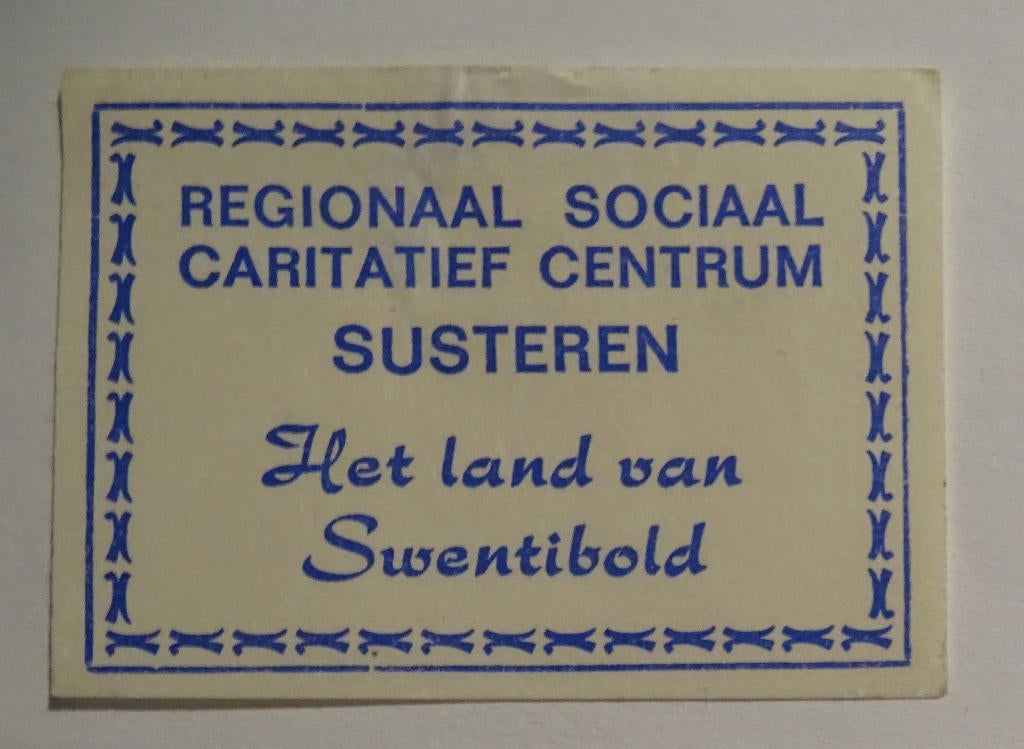 REGIONAAL SOCIAAL
CARITATIEF CENTRUM
SUSTEREN
Het land van
Swentibold